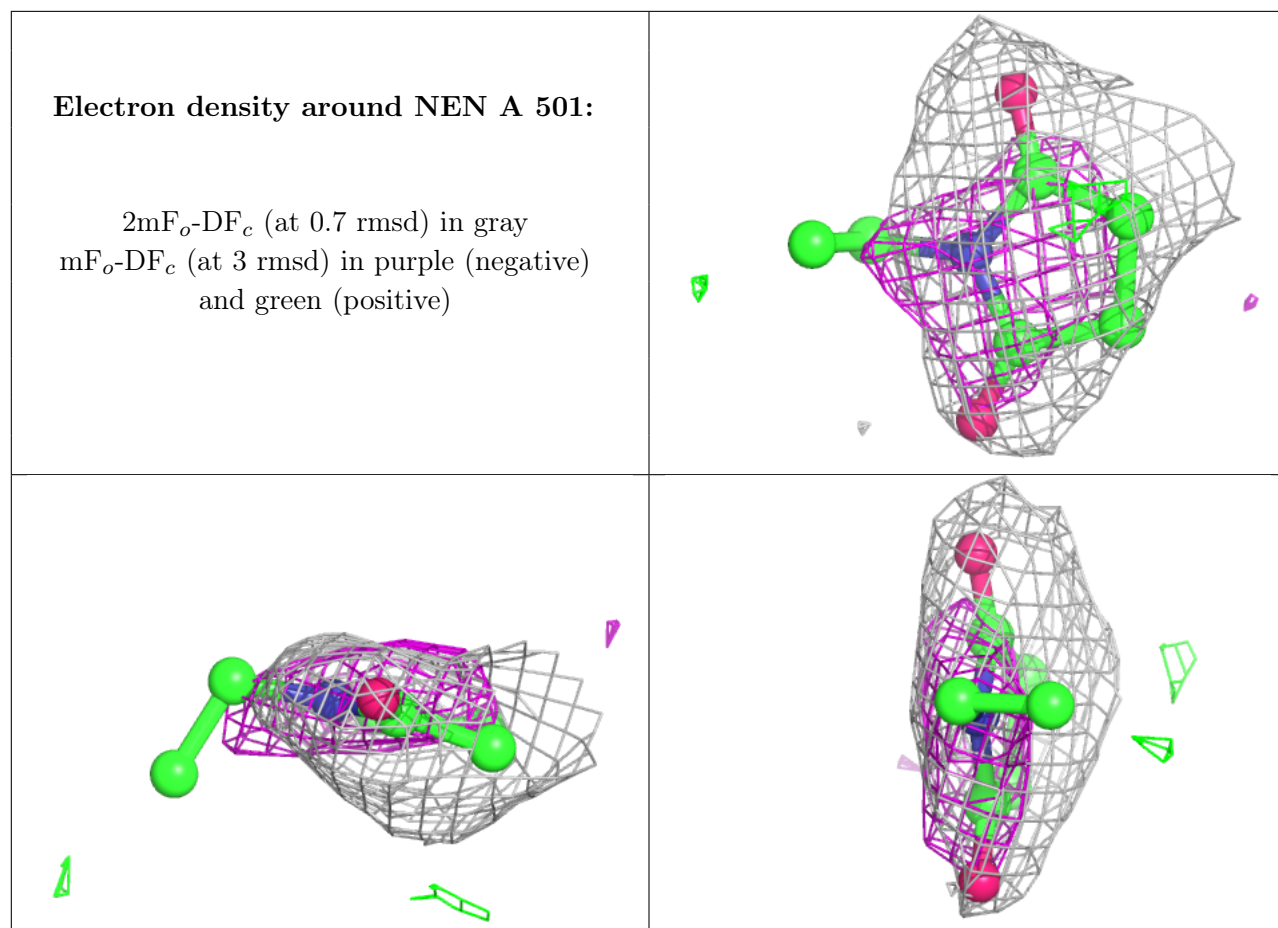 Electron density around NEN A 501:
2mFo-DFc (at 0.7 rmsd) in gray
mFo-DFc (at 3 rmsd) in purple (negative)
and green (positive)